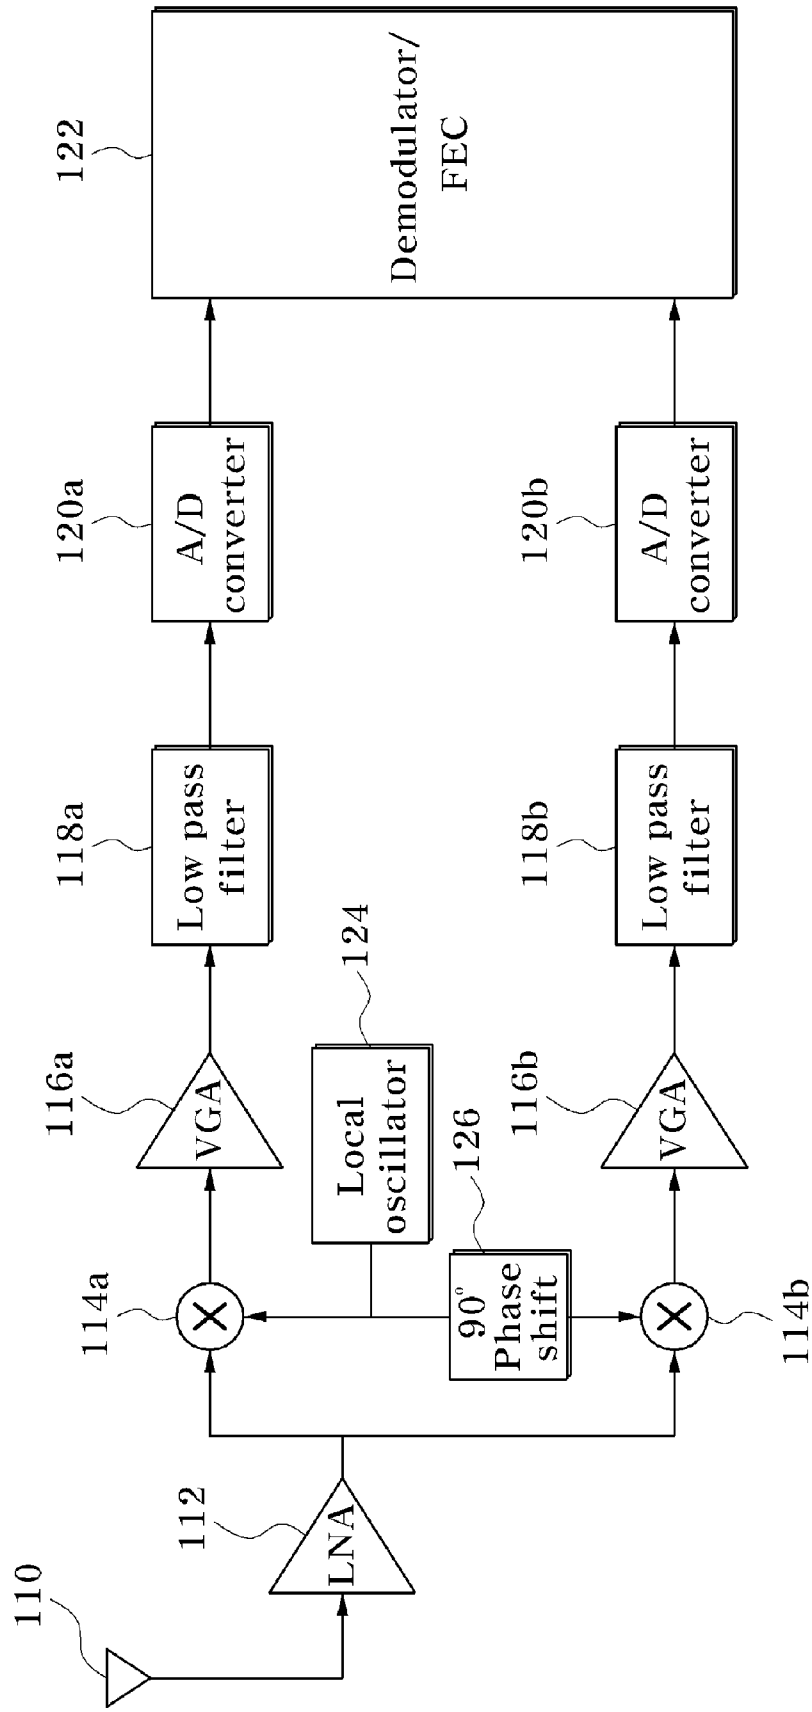 110
112
LNA
114a
114b
90° Phase
shift
126
Local
oscillator
124
116a
VGA
116b
VGA
118a
Low pass
filter
118b
Low pass
filter
120a
A/D
converter
120b
A/D
converter
122
Demodulator/
FEC